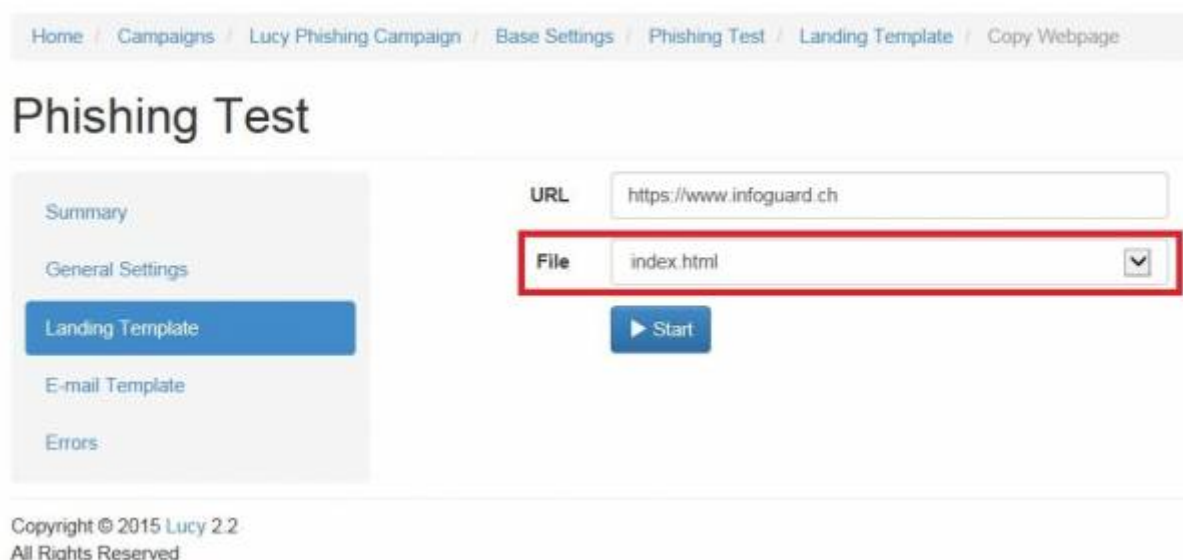 Home / Campaigns / Lucy Phishing Campaign / Base Settings / Phishing Test / Landing Template / Copy Webpage
Phishing Test
Summary
General Settings
Landing Template
E-mail Template
Errors
URL https://www.infoguard.ch
File index.html
Start
Copyright © 2015 Lucy 2.2
All Rights Reserved